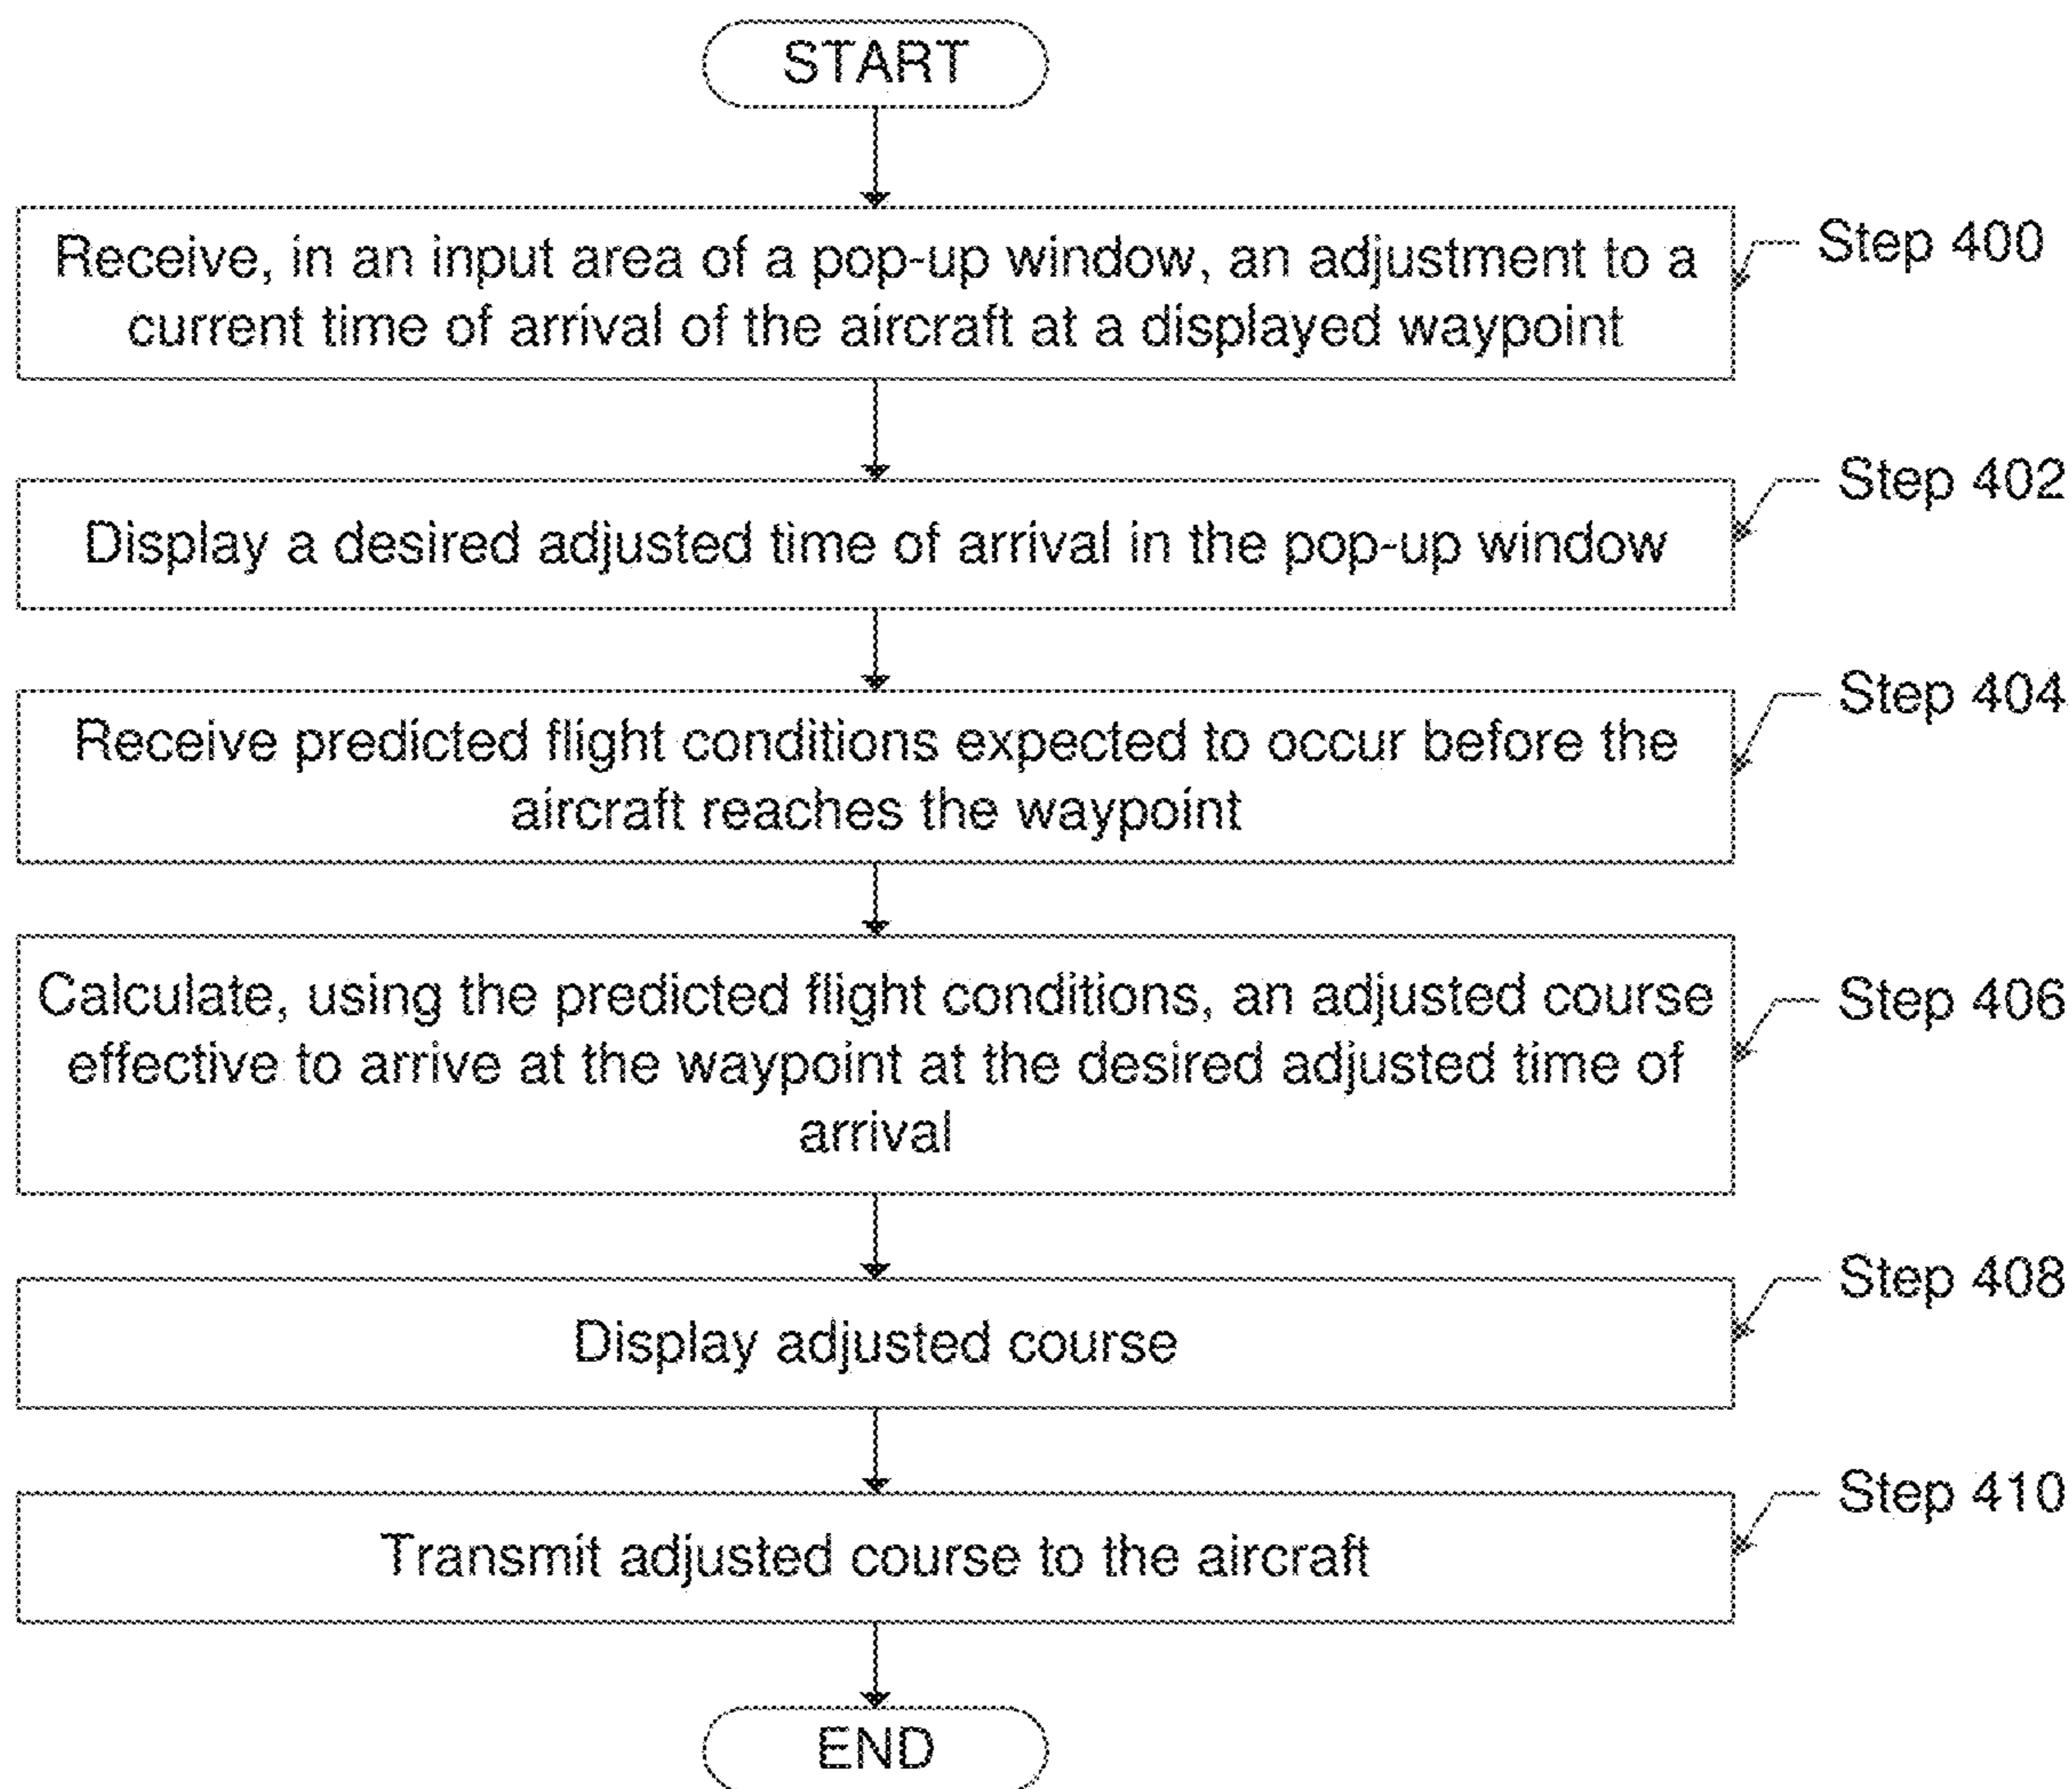 START
Receive, in an input area of a pop-up window, an adjustment to a
current time of arrival of the aircraft at a displayed waypoint
Step 400
Display a desired adjusted time of arrival in the pop-up window
Step 402
Receive predicted flight conditions expected to occur before the
aircraft reaches the waypoint
Step 404
Calculate, using the predicted flight conditions, an adjusted course
effective to arrive at the waypoint at the desired adjusted time of
arrival
Step 406
Display adjusted course
Step 408
Transmit adjusted course to the aircraft
Step 410
END